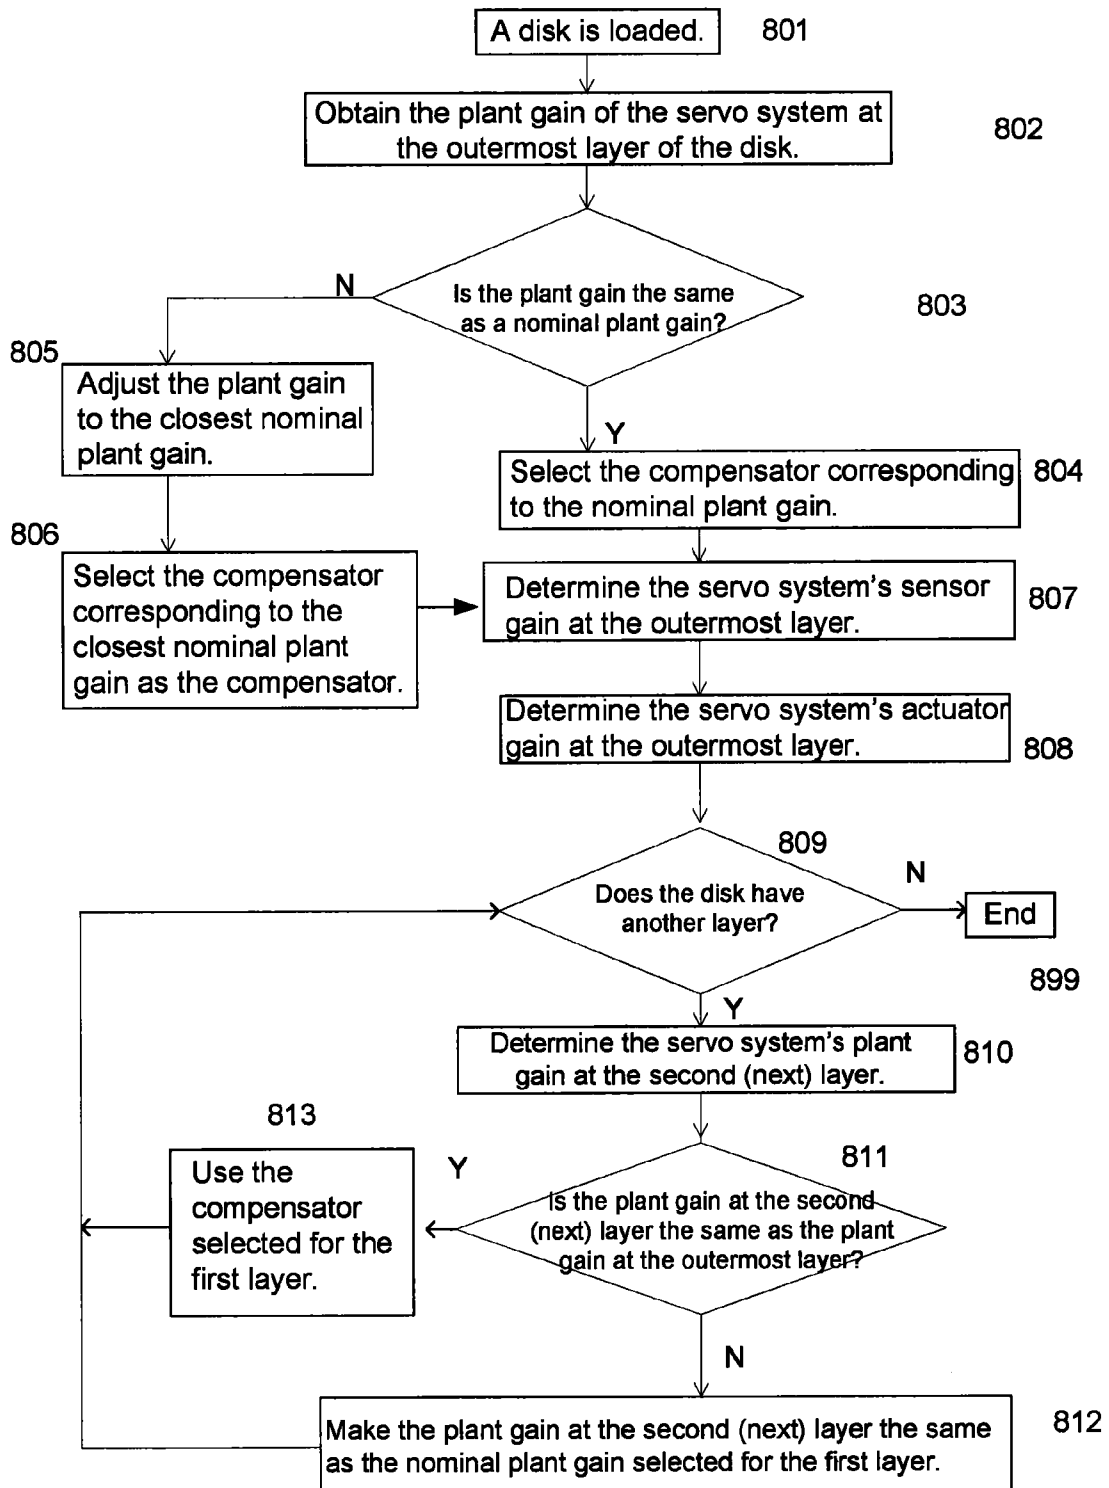 A disk is loaded.
801
Obtain the plant gain of the servo system at
the outermost layer of the disk.
802
N
Is the plant gain the same
as a nominal plant gain?
803
805
Adjust the plant gain
to the closest nominal
plant gain.
Y
Select the compensator corresponding
to the nominal plant gain.
804
806
Select the compensator
corresponding to the
closest nominal plant
gain as the compensator.
Determine the servo system's sensor
gain at the outermost layer.
807
Determine the servo system's actuator
gain at the outermost layer.
808
809
Does the disk have
another layer?
N
End
899
Y
Determine the servo system's plant
gain at the second (next) layer.
810
813
Use the
compensator
selected for the
first layer.
Y
811
Is the plant gain at the second
(next) layer the same as the plant
gain at the outermost layer?
N
Make the plant gain at the second (next) layer the same
as the nominal plant gain selected for the first layer.
812